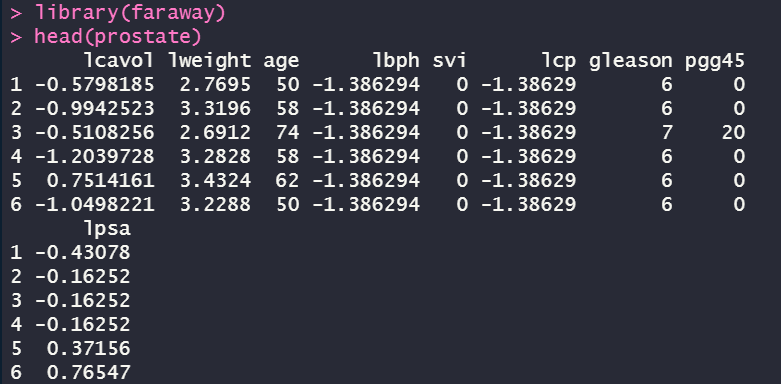 > library(faraway)
> head(prostate)
      lcavol lweight age      lbph svi      lcp gleason pgg45
1 -0.5798185  2.7695  50 -1.386294   0 -1.38629       6     0
2 -0.9942523  3.3196  58 -1.386294   0 -1.38629       6     0
3 -0.5108256  2.6912  74 -1.386294   0 -1.38629       7    20
4 -1.2039728  3.2828  58 -1.386294   0 -1.38629       6     0
5  0.7514161  3.4324  62 -1.386294   0 -1.38629       6     0
6 -1.0498221  3.2288  50 -1.386294   0 -1.38629       6     0
      lpsa
1 -0.43078
2 -0.16252
3 -0.16252
4 -0.16252
5  0.37156
6  0.76547